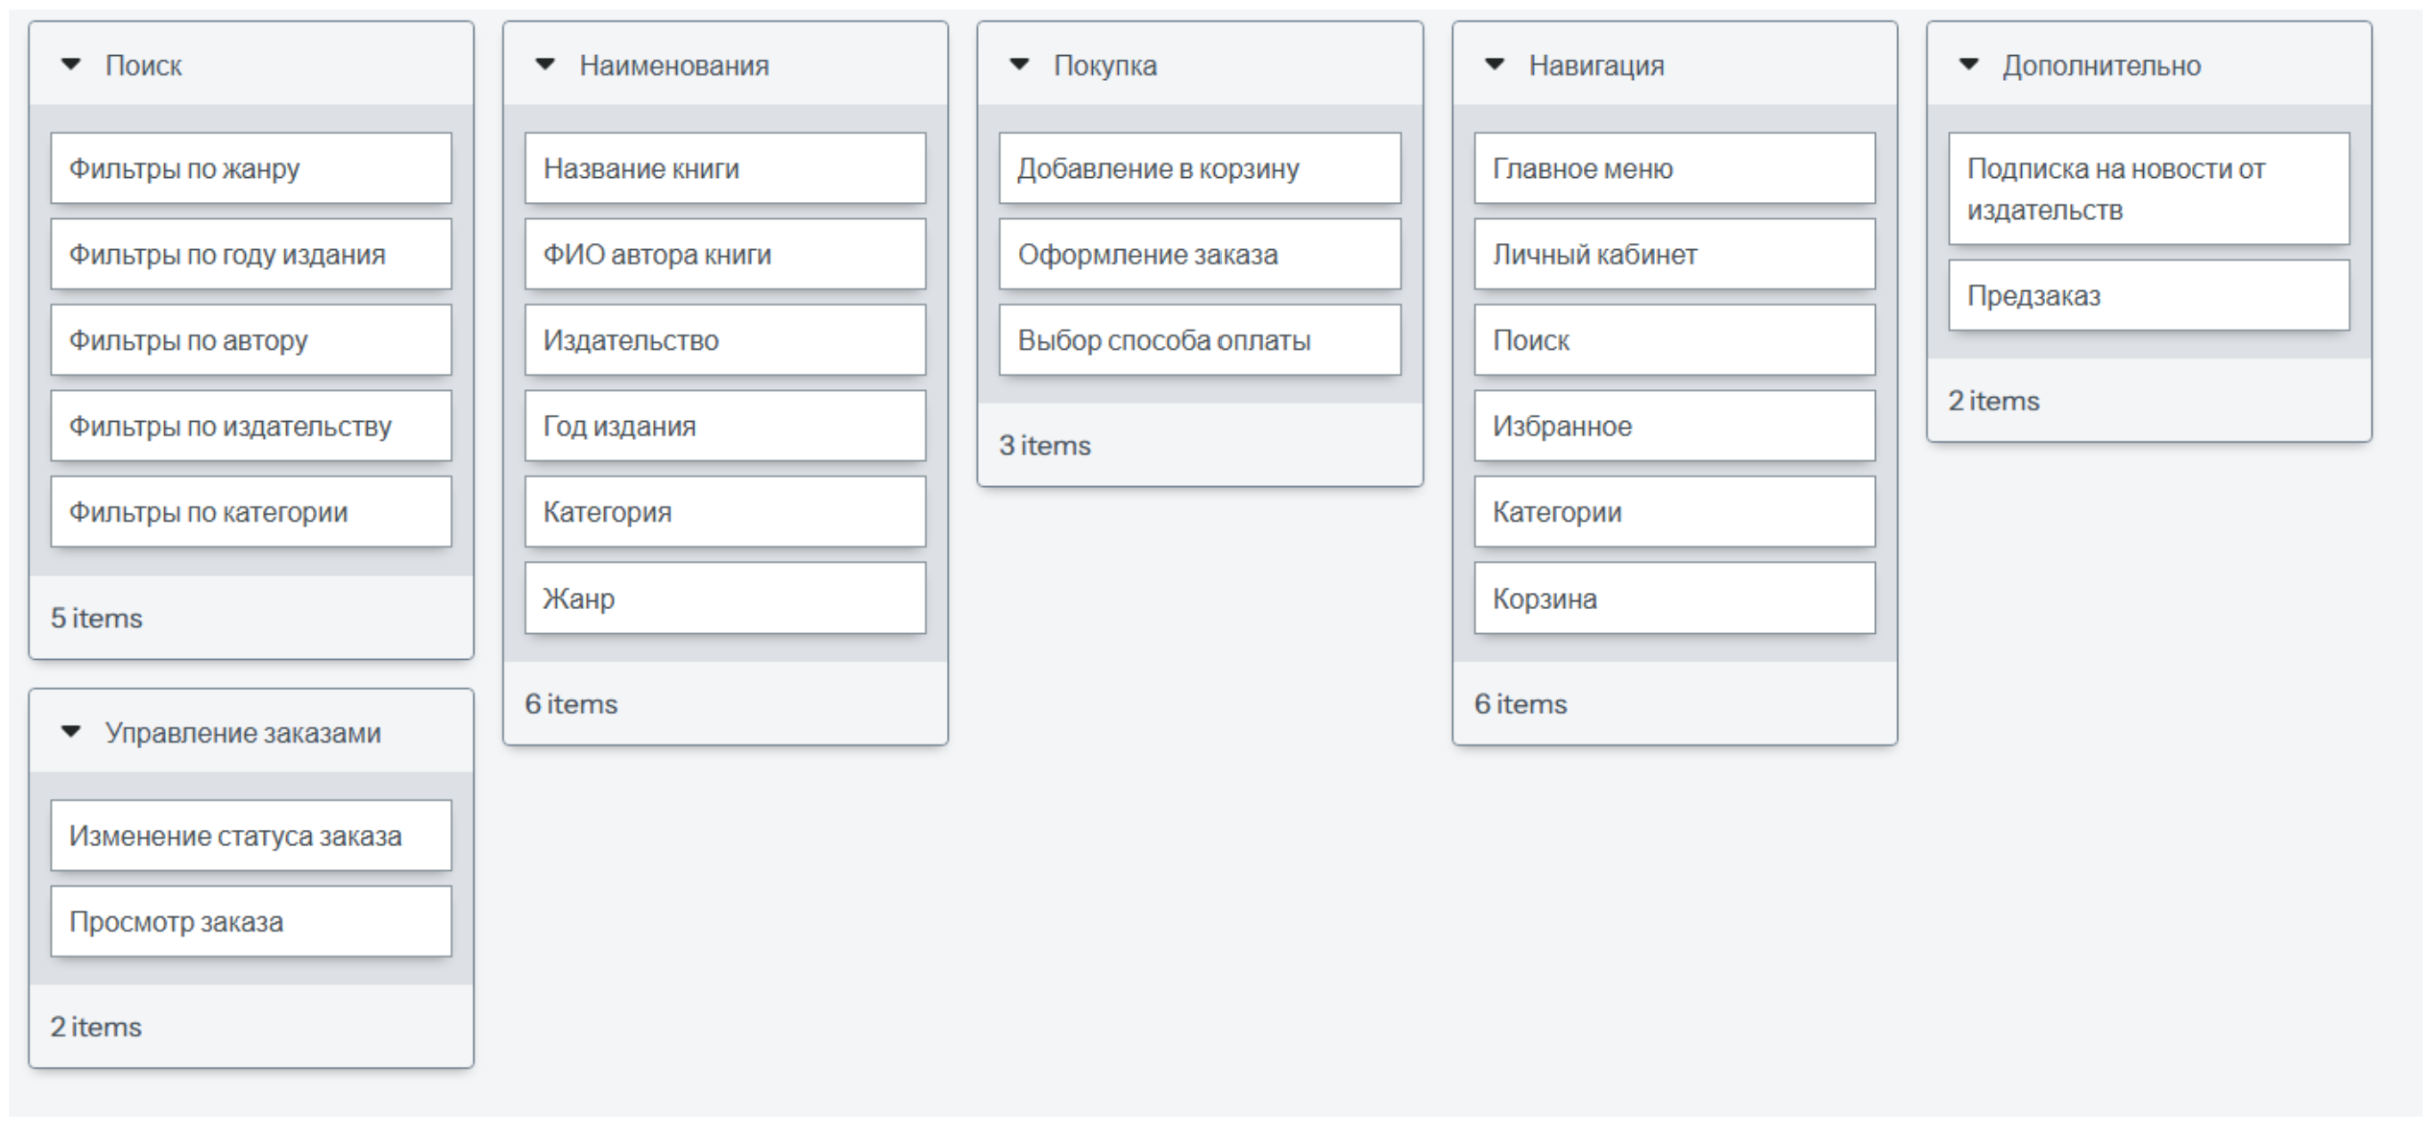 Поиск
Фильтры по жанру
Фильтры по году издания
Фильтры по автору
Фильтры по издательству
Фильтры по категории
5 items
Управление заказами
Изменение статуса заказа
Просмотр заказа
2 items
Наименования
Название книги
ФИО автора книги
Издательство
Год издания
Категория
Жанр
6 items
Покупка
Добавление в корзину
Оформление заказа
Выбор способа оплаты
3 items
Навигация
Главное меню
Личный кабинет
Поиск
Избранное
Категории
Корзина
6 items
Дополнительно
Подписка на новости от
издательств
Предзаказ
2 items